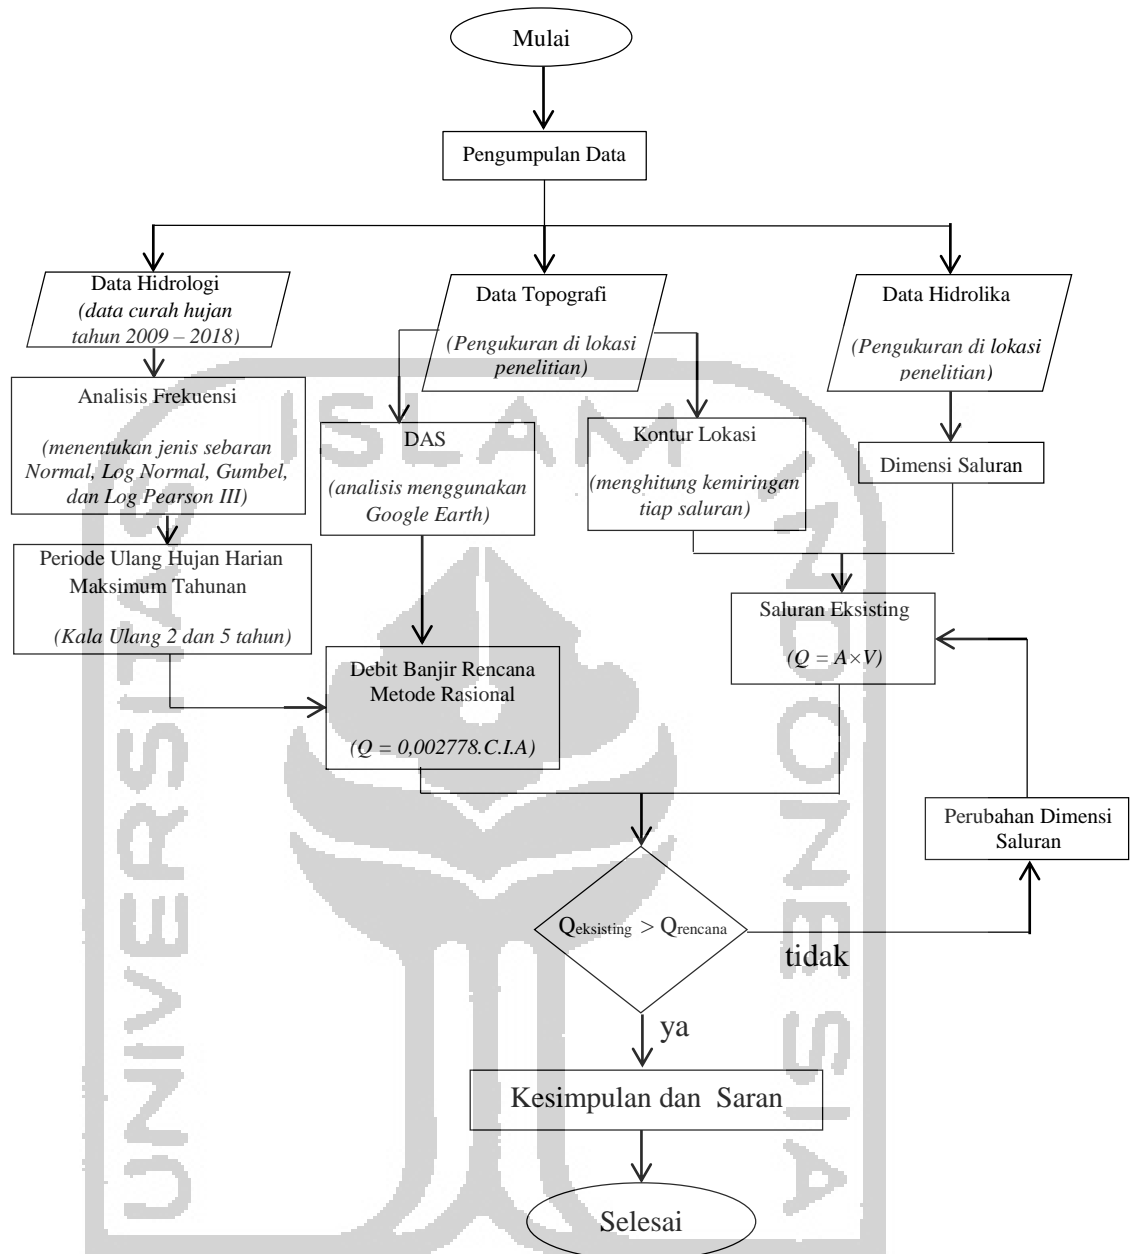 Mulai
Pengumpulan Data
Data Hidrologi
(data curah hujan
tahun 2009 – 2018)
Data Topografi
(Pengukuran di lokasi
penelitian)
Data Hidrolika
(Pengukuran di lokasi
penelitian)
Analisis Frekuensi
(menentukan jenis sebaran
Normal, Log Normal, Gumbel,
dan Log Pearson III)
DAS
(analisis menggunakan
Google Earth)
Kontur Lokasi
(menghitung kemiringan
tiap saluran)
Dimensi Saluran
Periode Ulang Hujan Harian
Maksimum Tahunan
(Kala Ulang 2 dan 5 tahun)
Saluran Eksisting
(Q = A×V)
Debit Banjir Rencana
Metode Rasional
(Q = 0,002778.C.I.A)
Perubahan Dimensi
Saluran
Qeksisting > Qrencana
tidak
ya
Kesimpulan dan Saran
Selesai
UNIVERSITAS
ISLAM
INDONESIA